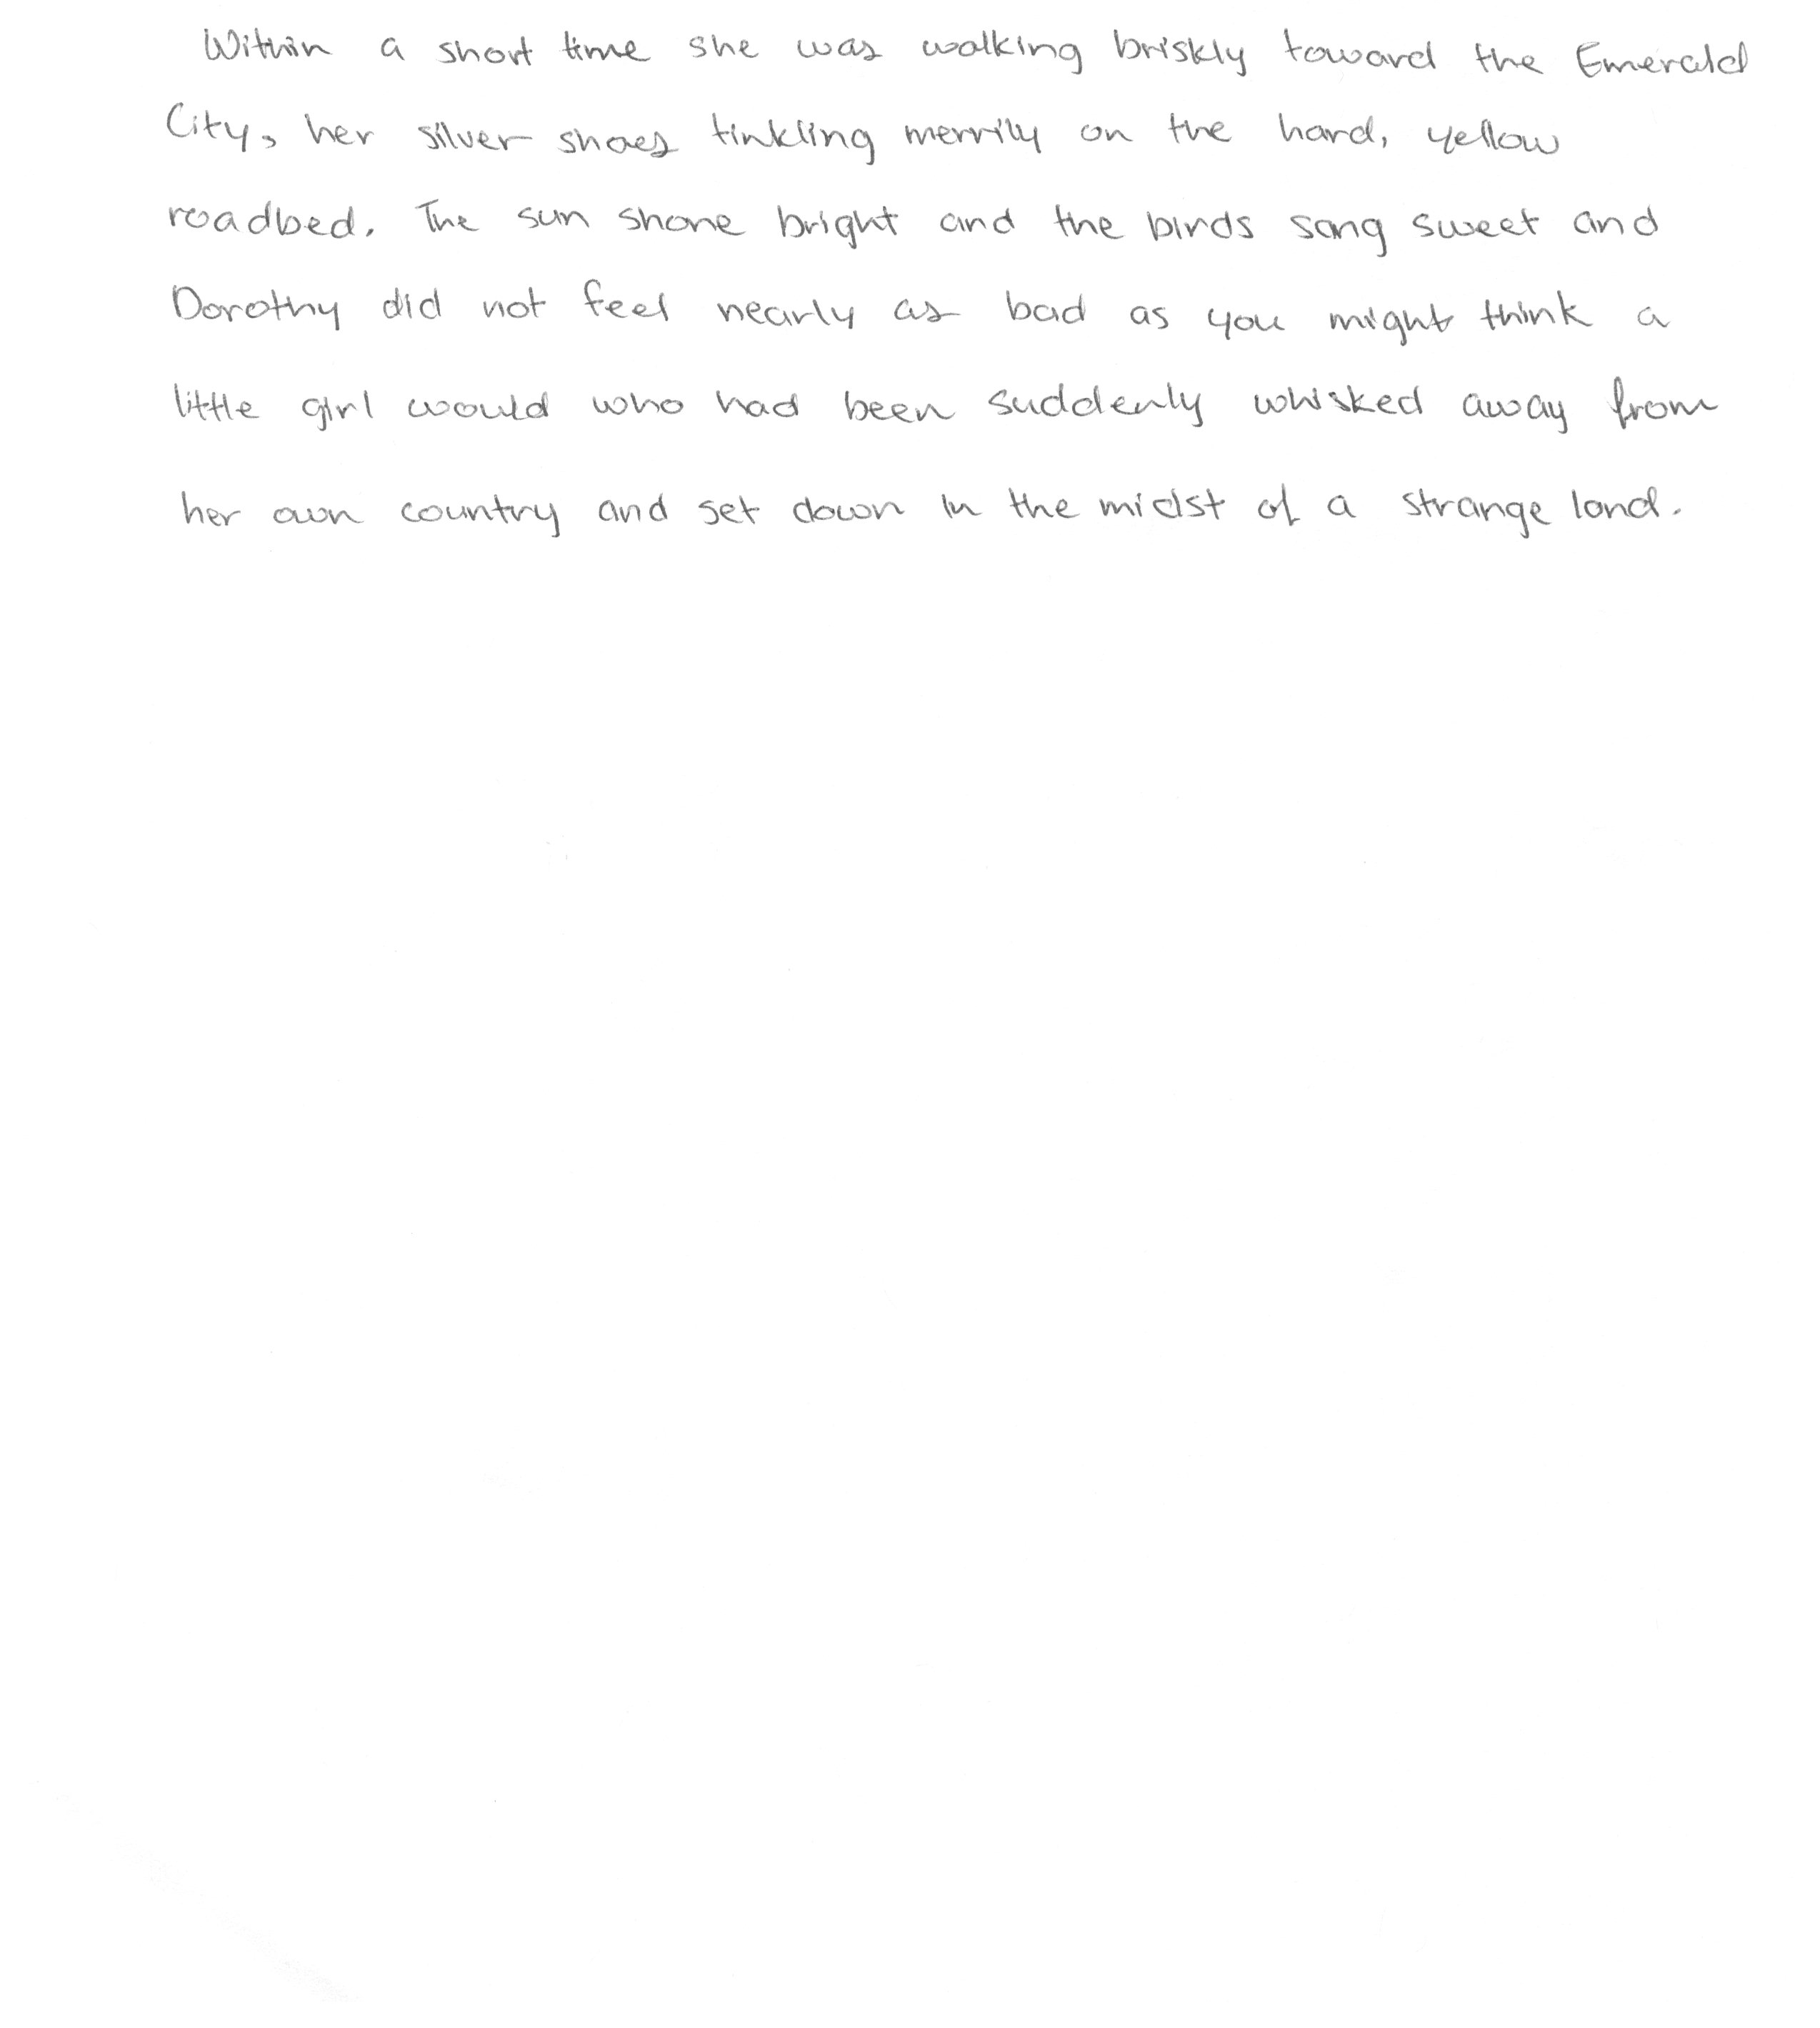 Within a short time she was walking briskly toward the Emerald
City, her silver shoes tinkling merrily on the hard, yellow
roadbed. The sun shone bright and the birds sang sweet and
Dorothy did not feel nearly as bad as you might think a
little girl would who had been suddenly whisked away from
her own country and set down in the midst of a strange land.